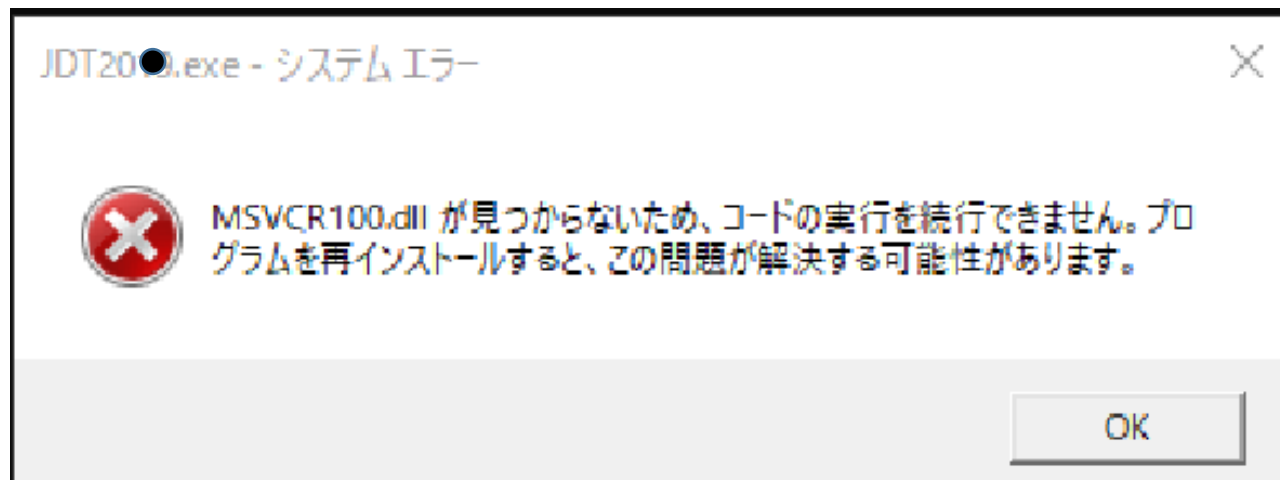 JDT20 .exe - システム エラー
MSVCR100.dll が見つからないため、コードの実行を続行できません。プロ
グラムを再インストールすると、この問題が解決する可能性があります。
OK